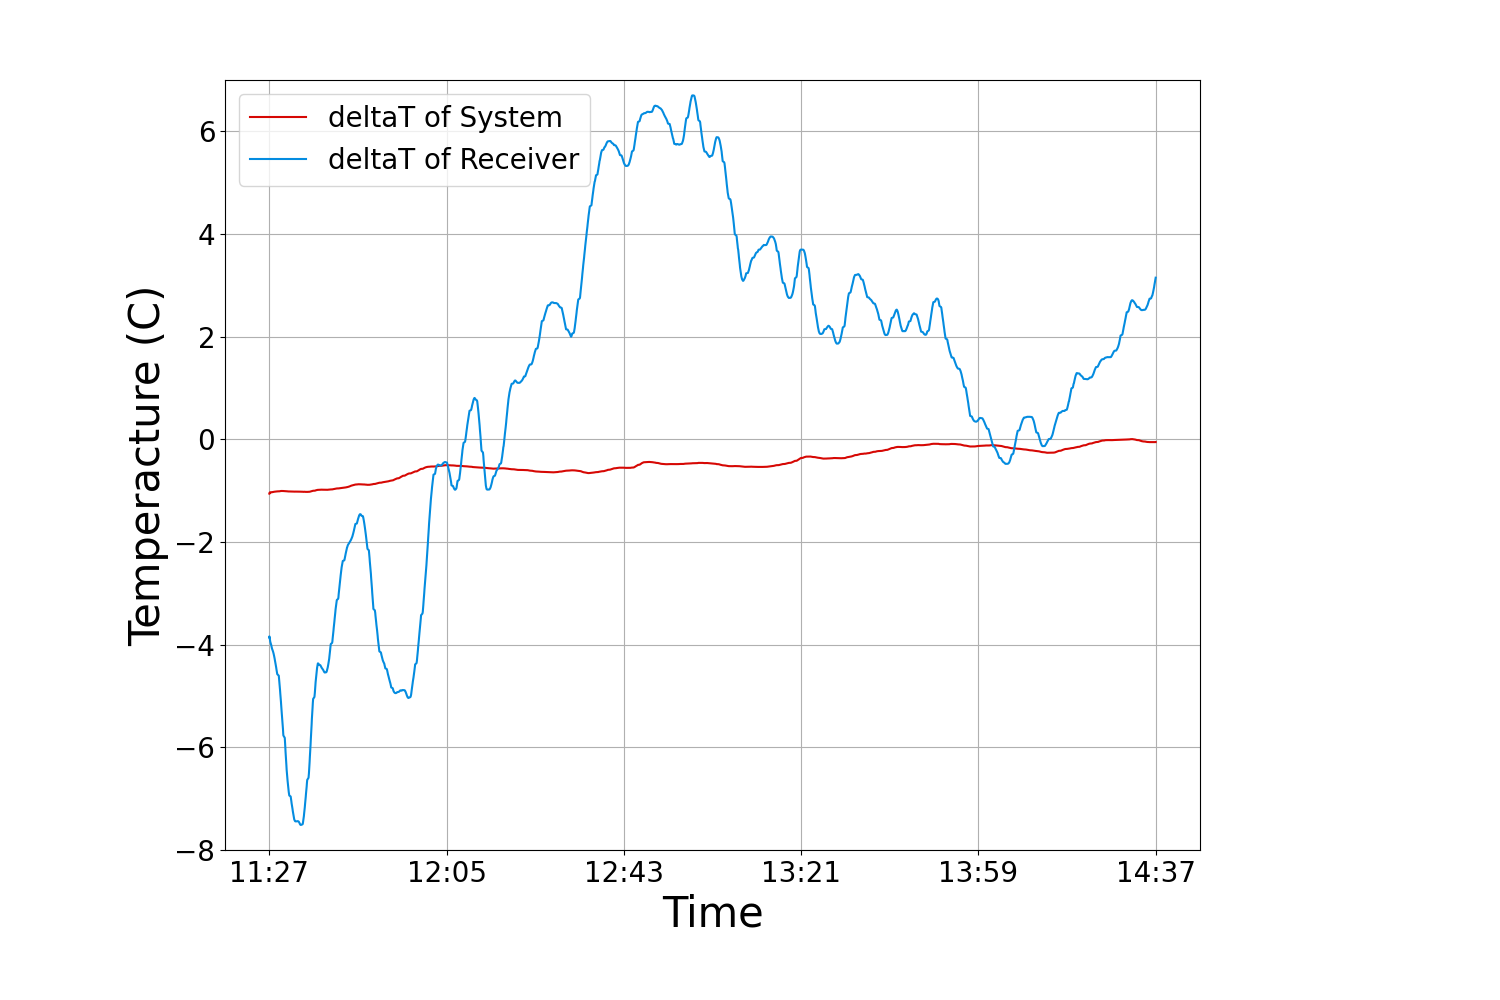 deltaT of System
deltaT of Receiver
6
4
2
0
−2
−4
−6
−8
Temperacture (C)
11:27 12:05 12:43 13:21 13:59 14:37
Time